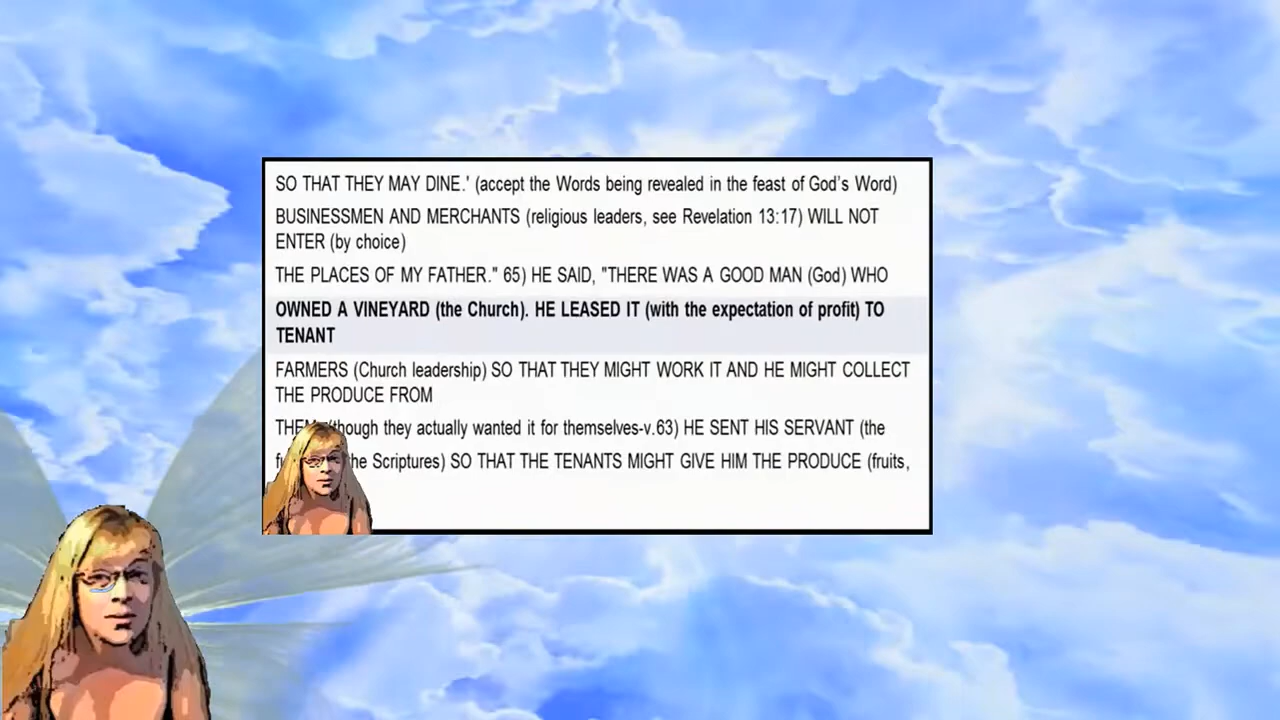 SO THAT THEY MAY DINE.' (accept the Words being revealed in the feast of God's Word)
BUSINESSMEN AND MERCHANTS (religious leaders, see Revelation 13:17) WILL NOT
ENTER (by choice)
THE PLACES OF MY FATHER." 65) HE SAID, "THERE WAS A GOOD MAN (God) WHO
OWNED A VINEYARD (the Church). HE LEASED IT (with the expectation of profit) TO
TENANT
FARMERS (Church leadership) SO THAT THEY MIGHT WORK IT AND HE MIGHT COLLECT
THE PRODUCE FROM
(though they actually wanted it for themselves-v.63) HE SENT HIS SERVANT (the
the Scriptures) SO THAT THE TENANTS MIGHT GIVE HIM THE PRODUCE (fruits,